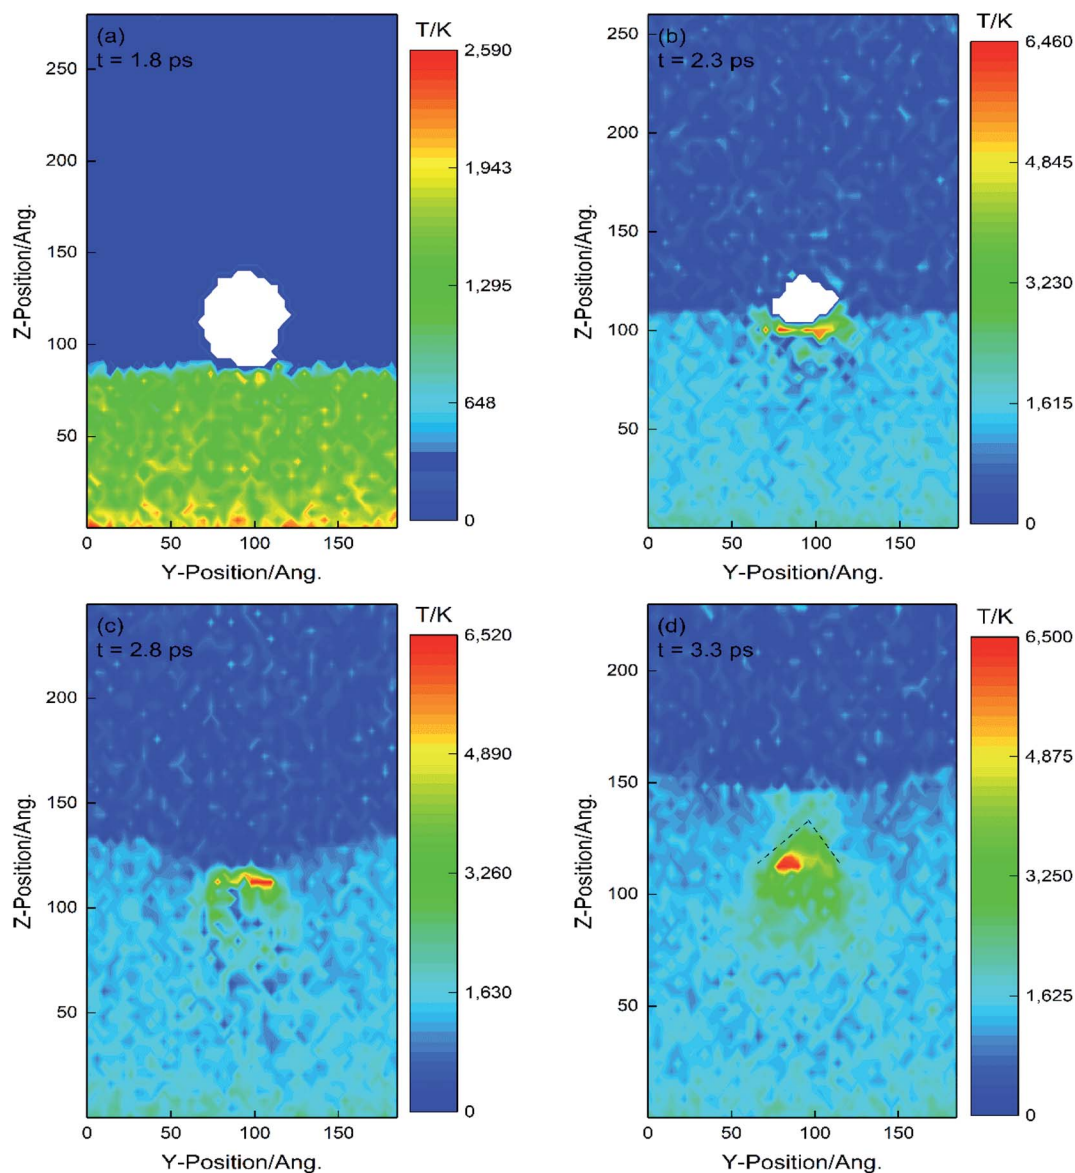 (a)
t = 1.8 ps
T/K
2,590
1,943
1,295
648
0
250
200
150
100
50
0 50 100 150
Z-Position/Ang.
Y-Position/Ang.
(b)
t = 2.3 ps
T/K
6,460
4,845
3,230
1,615
0
250
200
150
100
50
0 50 100 150
Z-Position/Ang.
Y-Position/Ang.
(c)
t = 2.8 ps
T/K
6,520
4,890
3,260
1,630
0
200
150
100
50
0 50 100 150
Z-Position/Ang.
Y-Position/Ang.
(d)
t = 3.3 ps
T/K
6,500
4,875
3,250
1,625
0
200
150
100
50
0 50 100 150
Z-Position/Ang.
Y-Position/Ang.